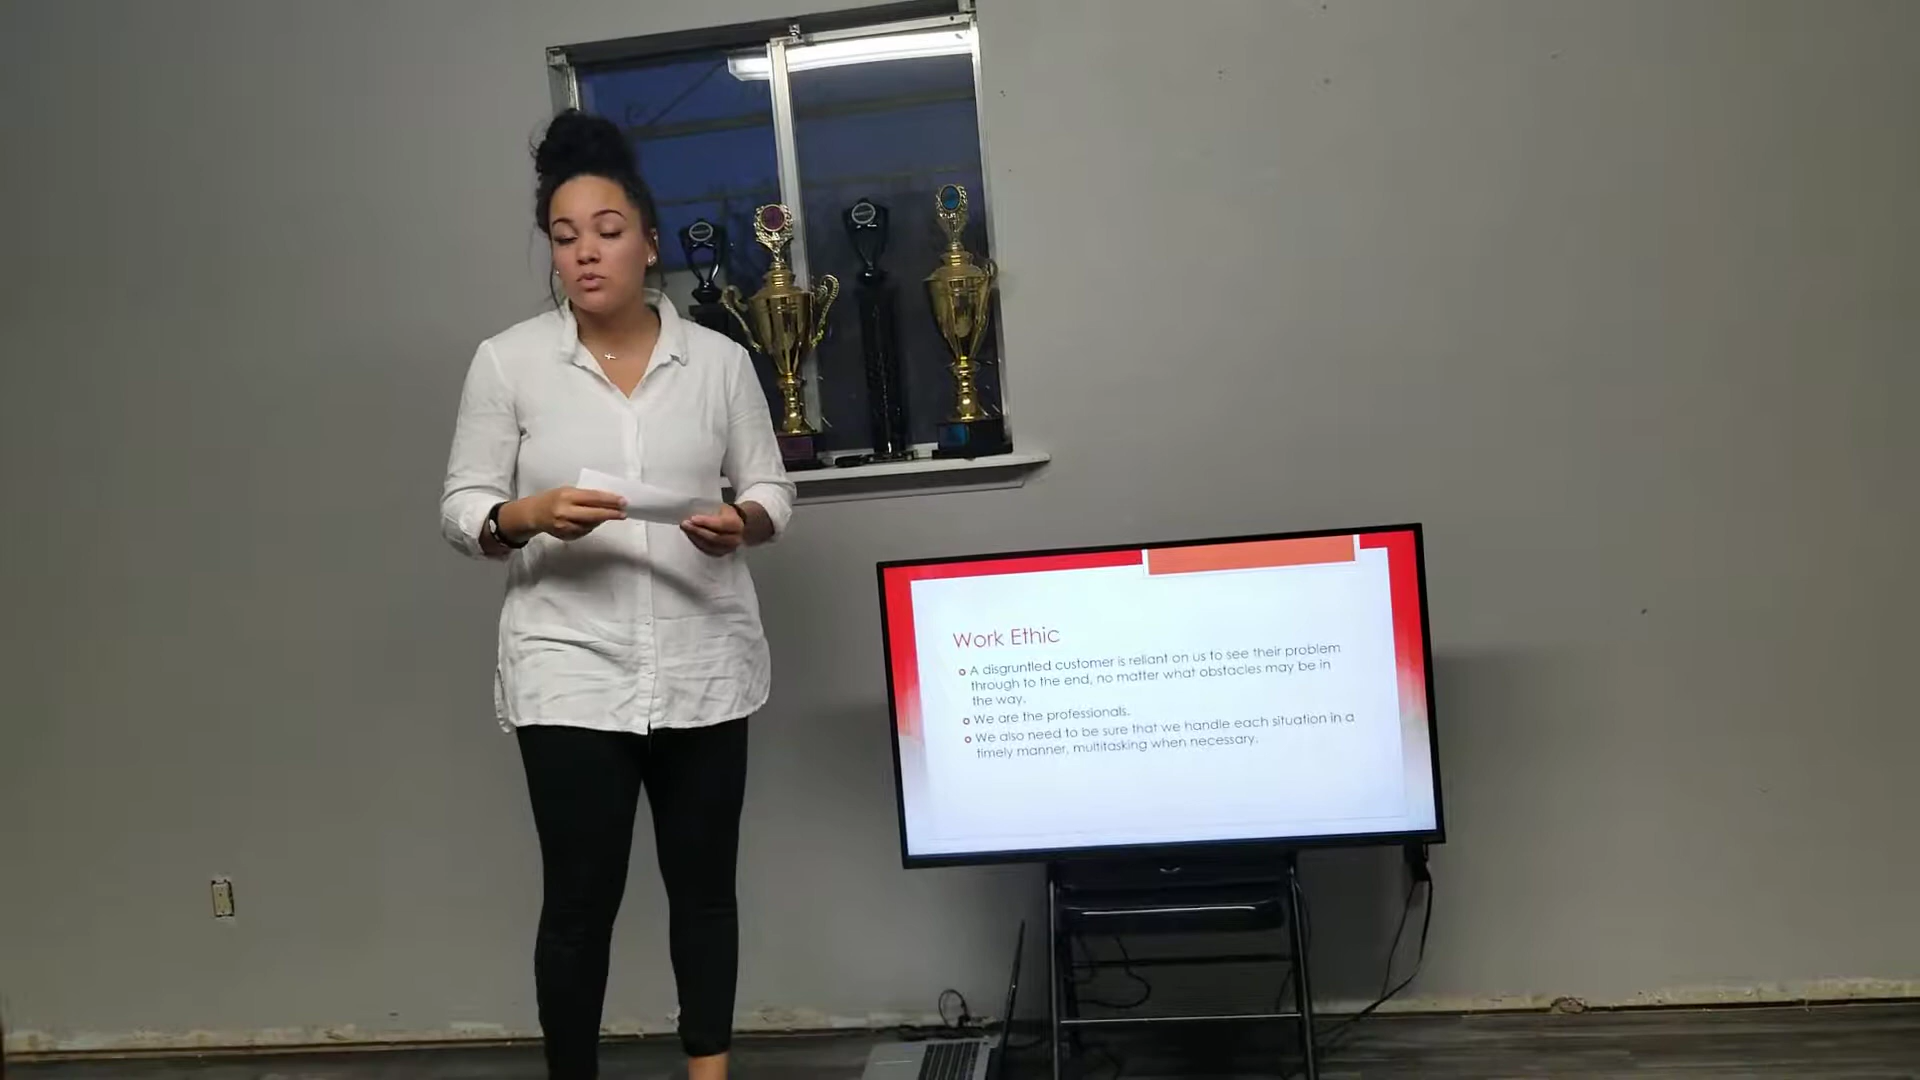 Work Ethic
A disgruntled customer is reliant on us to see their problem
through to the end, no matter what obstacles may be in
the way.
We are the professionals.
We also need to be sure that we handle each situation in a
timely manner, multitasking when necessary.